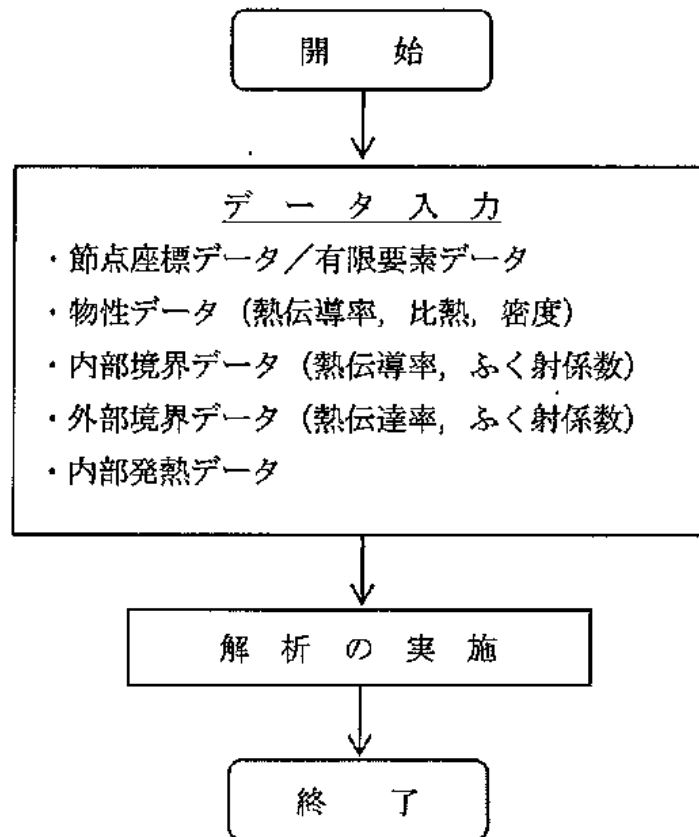 開始
データ入力
・節点座標データ／有限要素データ
・物性データ（熱伝導率，比熱，密度）
・内部境界データ（熱伝導率，ふく射係数）
・外部境界データ（熱伝達率，ふく射係数）
・内部発熱データ
解析の実施
終了